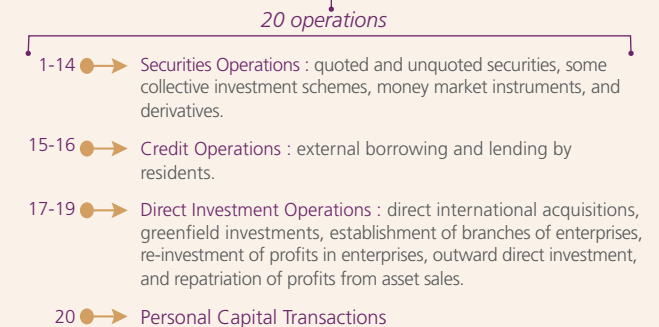 20 operations
1-14 Securities Operations : quoted and unquoted securities, some
collective investment schemes, money market instruments, and
derivatives.
15-16 Credit Operations : external borrowing and lending by
residents.
17-19 Direct Investment Operations : direct international acquisitions,
greenfield investments, establishment of branches of enterprises,
re-investment of profits in enterprises, outward direct investment,
and repatriation of profits from asset sales.
20 Personal Capital Transactions